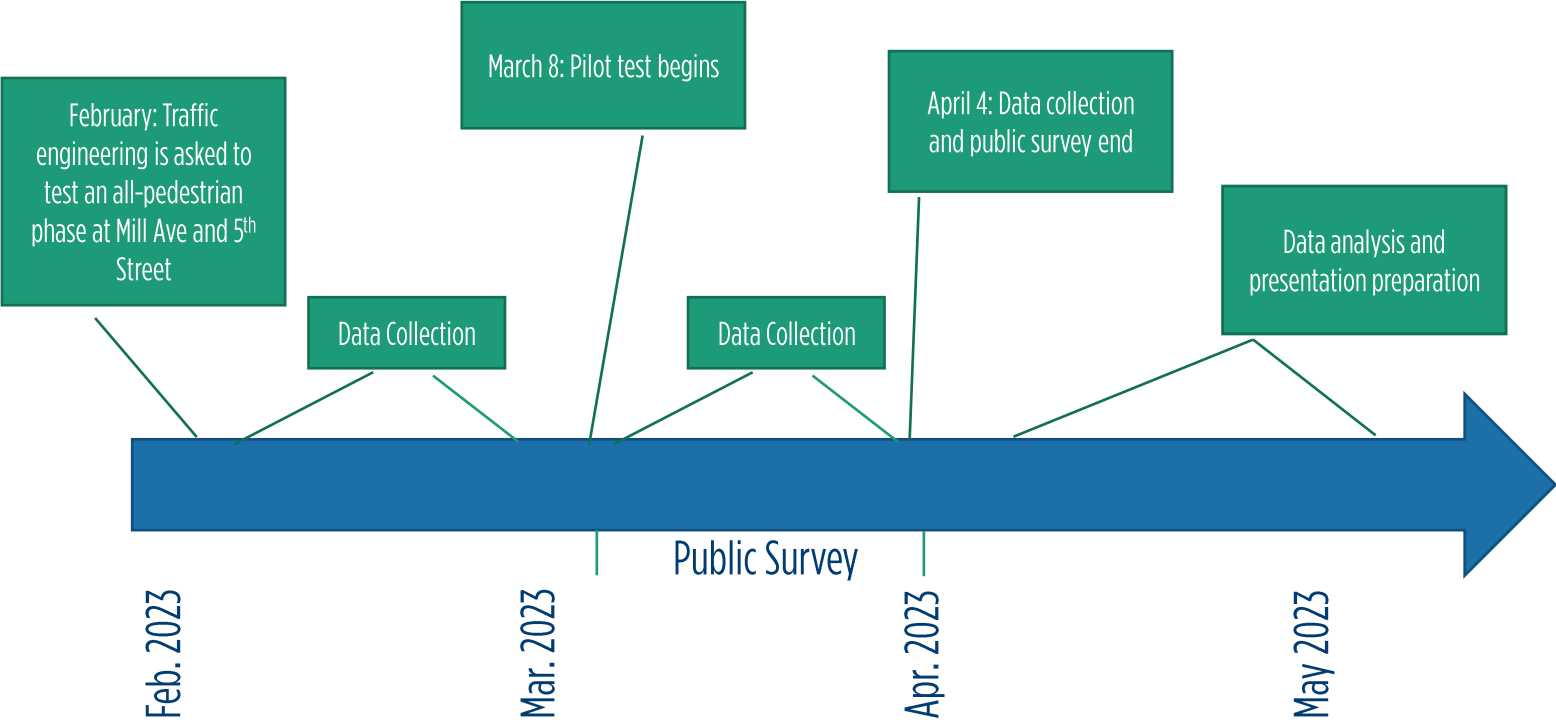 February: Traffic
engineering is asked to
test an all-pedestrian
phase at Mill Ave and 5th
Street
Data Collection
March 8: Pilot test begins
Data Collection
April 4: Data collection
and public survey end
Data analysis and
presentation preparation
Public Survey
Feb. 2023
Mar. 2023
Apr. 2023
May 2023